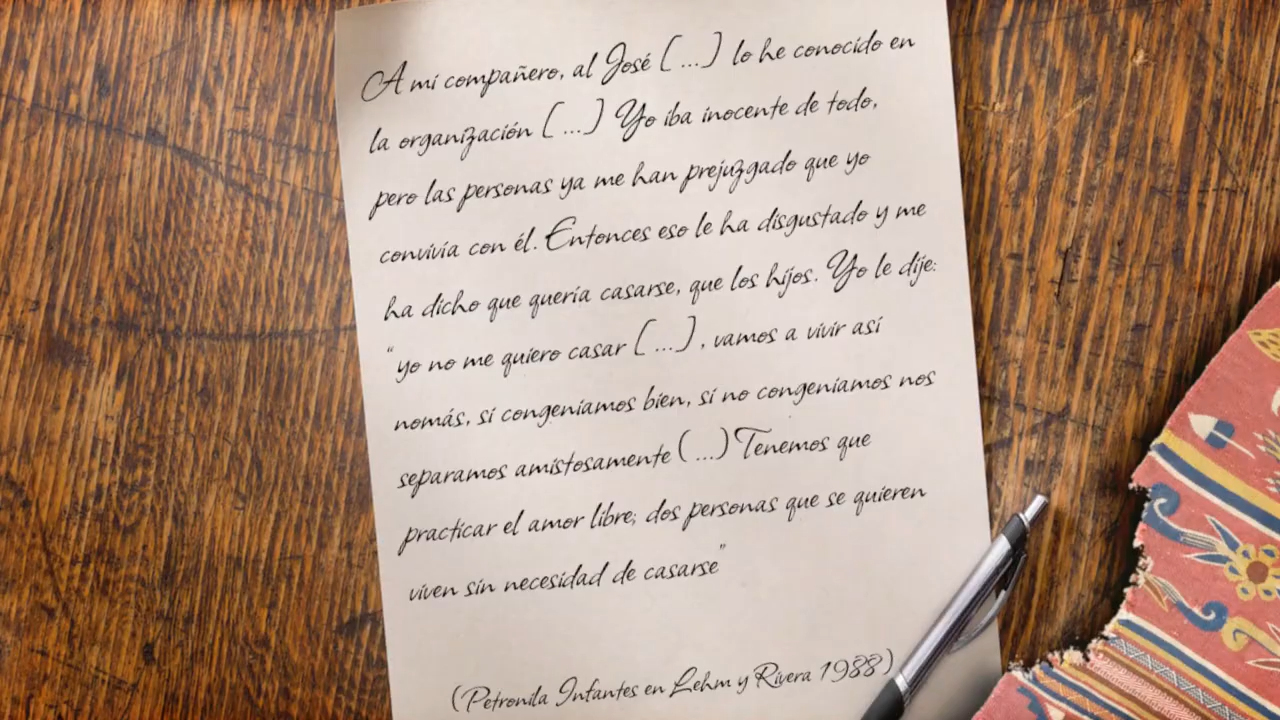 A mi compañero, al José [...] lo he conocido en
la organización [...] Yo iba inocente de todo,
pero las personas ya me han prejuzgado que yo
convivía con él. Entonces eso le ha disgustado y me
ha dicho que quería casarse, que los hijos. Yo le dije:
“yo no me quiero casar [...], vamos a vivir así
nomás, si congeniamos bien, si no congeniamos nos
separamos amistosamente (...) Tenemos que
practicar el amor libre; dos personas que se quieren
viven sin necesidad de casarse”
(Petronila Infantes en Lehm y Rivera 1988)